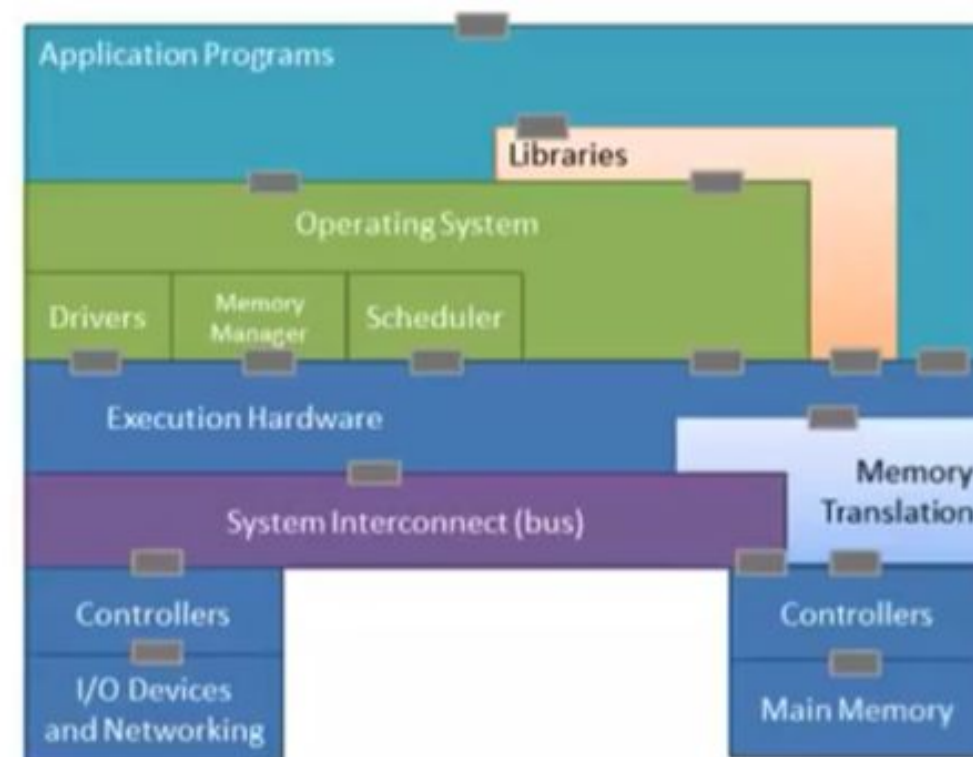 Application Programs
Libraries
Operating System
Drivers
Memory
Manager
Scheduler
Execution Hardware
Memory
Translation
System Interconnect (bus)
Controllers
Controllers
I/O Devices
and Networking
Main Memory